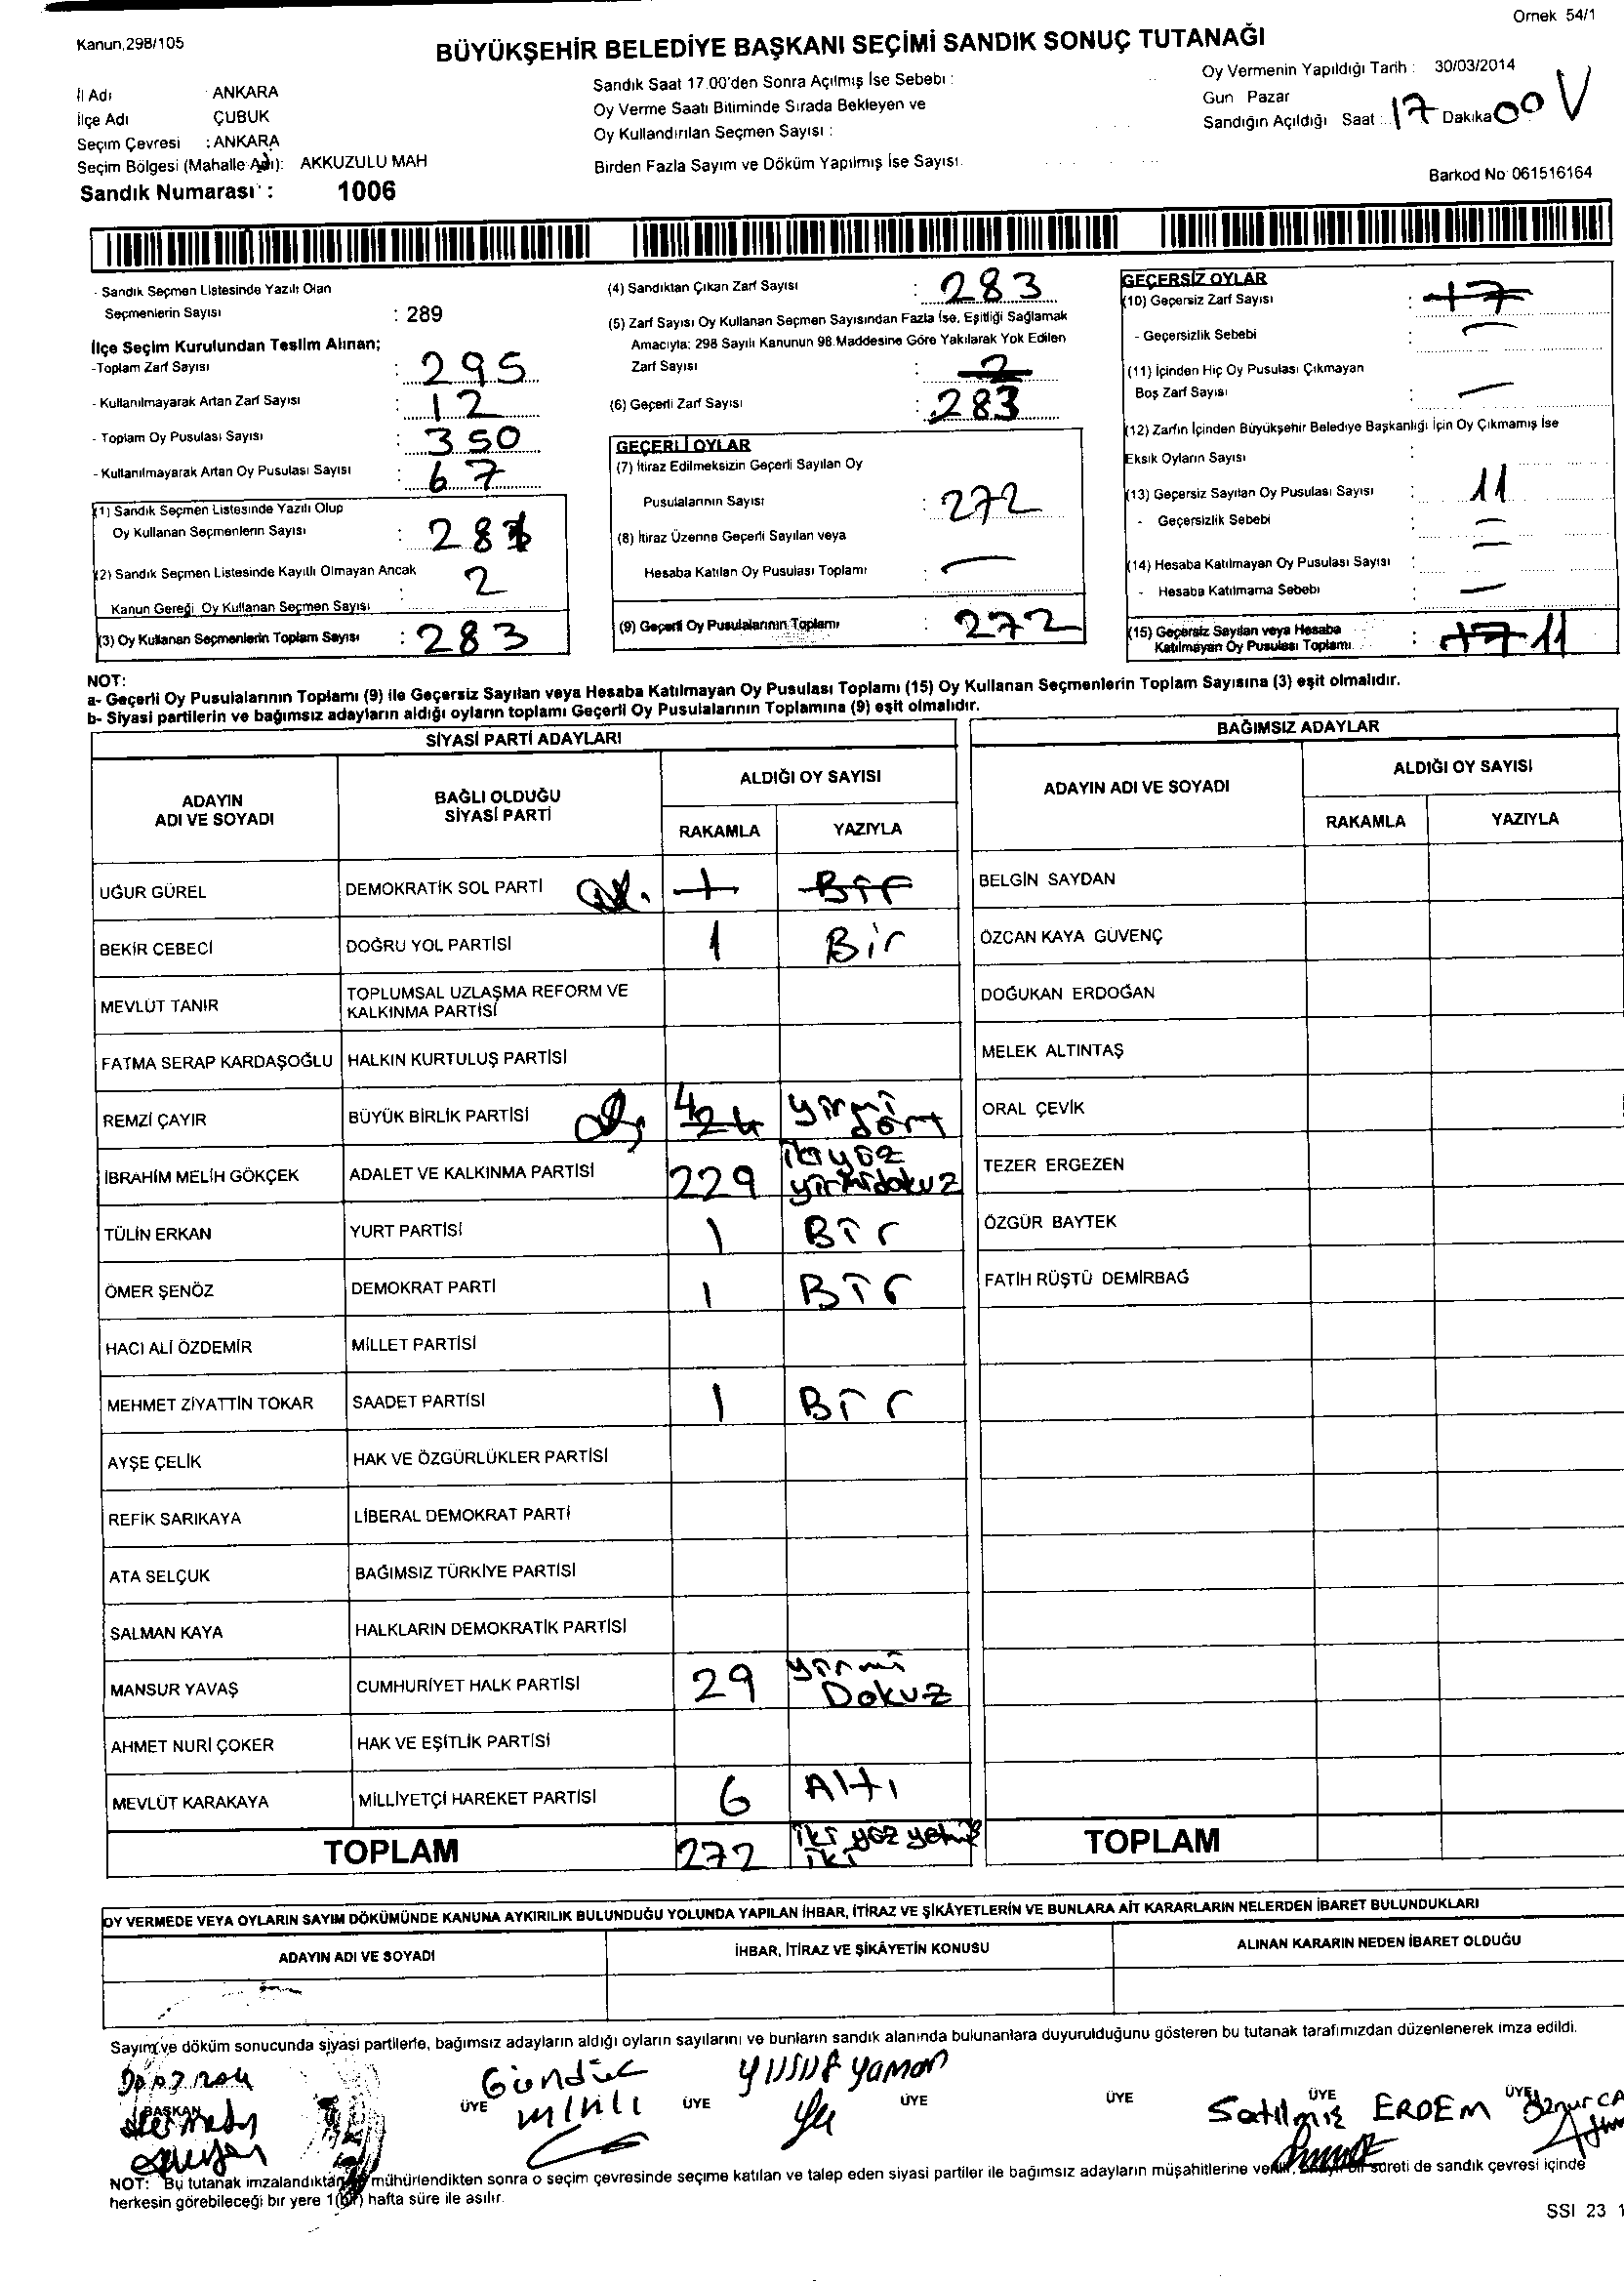 Örnek 54/1
Kanun,298/105
BÜYÜKŞEHİR BELEDİYE BAŞKANI SEÇİMİ SANDIK SONUÇ TUTANAĞI
İl Adı ANKARA
İlçe Adı ÇUBUK
Seçim Çevresi : ANKARA
Seçim Bölgesi (Mahalle Adı): AKKUZULU MAH
Sandık Numarası : 1006
Sandık Saat 17.00'den Sonra Açılmış İse Sebebi :
Oy Verme Saati Bitiminde Sırada Bekleyen ve
Oy Kullandırılan Seçmen Sayısı :
Birden Fazla Sayım ve Döküm Yapılmış İse Sayısı.
Oy Vermenin Yapıldığı Tarih : 30/03/2014
Gun Pazar
Sandığın Açıldığı Saat : 17 Dakika 00
Barkod No 061516164
- Sandık Seçmen Listesinde Yazılı Olan
Seçmenlerin Sayısı : 289
İlçe Seçim Kurulundan Teslim Alınan;
-Toplam Zarf Sayısı : 295
- Kullanılmayarak Artan Zarf Sayısı : 12
- Toplam Oy Pusulası Sayısı : 350
- Kullanılmayarak Artan Oy Pusulası Sayısı : 67
(1) Sandık Seçmen Listesinde Yazılı Olup
Oy Kullanan Seçmenlerin Sayısı : 281
(2) Sandık Seçmen Listesinde Kayıtlı Olmayan Ancak
Kanun Gereği Oy Kullanan Seçmen Sayısı : 2
(3) Oy Kullanan Seçmenlerin Toplam Sayısı : 283
(4) Sandıktan Çıkan Zarf Sayısı : 283
(5) Zarf Sayısı Oy Kullanan Seçmen Sayısından Fazla İse, Eşitliği Sağlamak
Amacıyla; 298 Sayılı Kanunun 98.Maddesine Göre Yakılarak Yok Edilen
Zarf Sayısı : 2
(6) Geçerli Zarf Sayısı : 283
GEÇERLİ OYLAR
(7) İtiraz Edilmeksizin Geçerli Sayılan Oy
Pusulalarının Sayısı : 272
(8) İtiraz Üzerine Geçerli Sayılan veya
Hesaba Katılan Oy Pusulası Toplamı : —
(9) Geçerli Oy Pusulalarının Toplamı : 272
GEÇERSİZ OYLAR
(10) Geçersiz Zarf Sayısı : 17
- Geçersizlik Sebebi : —
(11) İçinden Hiç Oy Pusulası Çıkmayan
Boş Zarf Sayısı : —
(12) Zarfın İçinden Büyükşehir Belediye Başkanlığı İçin Oy Çıkmamış İse
Eksik Oyların Sayısı :
(13) Geçersiz Sayılan Oy Pusulası Sayısı : 11
- Geçersizlik Sebebi : —
(14) Hesaba Katılmayan Oy Pusulası Sayısı : —
- Hesaba Katılmama Sebebi : —
(15) Geçersiz Sayılan veya Hesaba
Katılmayan Oy Pusulası Toplamı : 17 11
NOT:
a- Geçerli Oy Pusulalarının Toplamı (9) ile Geçersiz Sayılan veya Hesaba Katılmayan Oy Pusulası Toplamı (15) Oy Kullanan Seçmenlerin Toplam Sayısına (3) eşit olmalıdır.
b- Siyasi partilerin ve bağımsız adayların aldığı oyların toplamı Geçerli Oy Pusulalarının Toplamına (9) eşit olmalıdır.
SİYASİ PARTİ ADAYLARI
ADAYIN ADI VE SOYADI BAĞLI OLDUĞU SİYASİ PARTİ ALDIĞI OY SAYISI
RAKAMLA YAZIYLA
UĞUR GÜREL DEMOKRATİK SOL PARTİ 1 Bir
BEKİR CEBECİ DOĞRU YOL PARTİSİ 1 Bir
MEVLÜT TANIR TOPLUMSAL UZLAŞMA REFORM VE KALKINMA PARTİSİ
FATMA SERAP KARDAŞOĞLU HALKIN KURTULUŞ PARTİSİ
REMZİ ÇAYIR BÜYÜK BİRLİK PARTİSİ 4 24 yirmi dört
İBRAHİM MELİH GÖKÇEK ADALET VE KALKINMA PARTİSİ 229 ikiyüz yirmidokuz
TÜLİN ERKAN YURT PARTİSİ 1 Bir
ÖMER ŞENÖZ DEMOKRAT PARTİ 1 Bir
HACI ALİ ÖZDEMİR MİLLET PARTİSİ
MEHMET ZİYATTİN TOKAR SAADET PARTİSİ 1 Bir
AYŞE ÇELİK HAK VE ÖZGÜRLÜKLER PARTİSİ
REFİK SARIKAYA LİBERAL DEMOKRAT PARTİ
ATA SELÇUK BAĞIMSIZ TÜRKİYE PARTİSİ
SALMAN KAYA HALKLARIN DEMOKRATİK PARTİSİ
MANSUR YAVAŞ CUMHURİYET HALK PARTİSİ 29 yirmi Dokuz
AHMET NURİ ÇOKER HAK VE EŞİTLİK PARTİSİ
MEVLÜT KARAKAYA MİLLİYETÇİ HAREKET PARTİSİ 6 Altı
TOPLAM 272 iki yüz yetmiş iki
BAĞIMSIZ ADAYLAR
ADAYIN ADI VE SOYADI ALDIĞI OY SAYISI
RAKAMLA YAZIYLA
BELGİN SAYDAN
ÖZCAN KAYA GÜVENÇ
DOĞUKAN ERDOĞAN
MELEK ALTINTAŞ
ORAL ÇEVİK
TEZER ERGEZEN
ÖZGÜR BAYTEK
FATİH RÜŞTÜ DEMİRBAĞ
TOPLAM
OY VERMEDE VEYA OYLARIN SAYIM DÖKÜMÜNDE KANUNA AYKIRILIK BULUNDUĞU YOLUNDA YAPILAN İHBAR, İTİRAZ VE ŞİKÂYETLERİN VE BUNLARA AİT KARARLARIN NELERDEN İBARET BULUNDUKLARI
ADAYIN ADI VE SOYADI İHBAR, İTİRAZ VE ŞİKÂYETİN KONUSU ALINAN KARARIN NEDEN İBARET OLDUĞU
Sayım ve döküm sonucunda siyasi partilerle, bağımsız adayların aldığı oyların sayılarını ve bunların sandık alanında bulunanlara duyurulduğunu gösteren bu tutanak tarafımızdan düzenlenerek imza edildi.
BAŞKAN ÜYE ÜYE ÜYE ÜYE ÜYE ÜYE
Yusuf Yaman
Satılmış ERDEM
NOT: Bu tutanak imzalandıktan mühürlendikten sonra o seçim çevresinde seçime katılan ve talep eden siyasi partiler ile bağımsız adayların müşahitlerine bir süreti de sandık çevresi içinde
herkesin görebileceği bir yere 1(bir) hafta süre ile asılır.
SSI 23